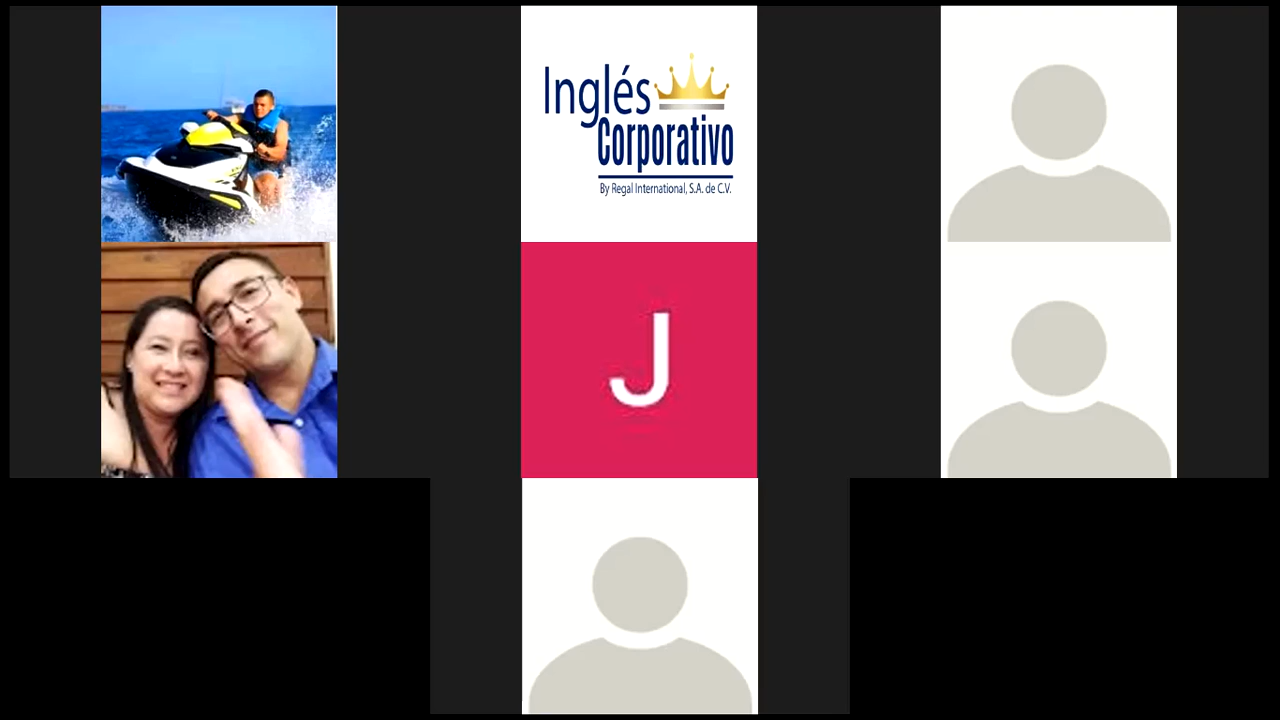 Inglés
Corporativo
By Regal International, S.A. de C.V.
J